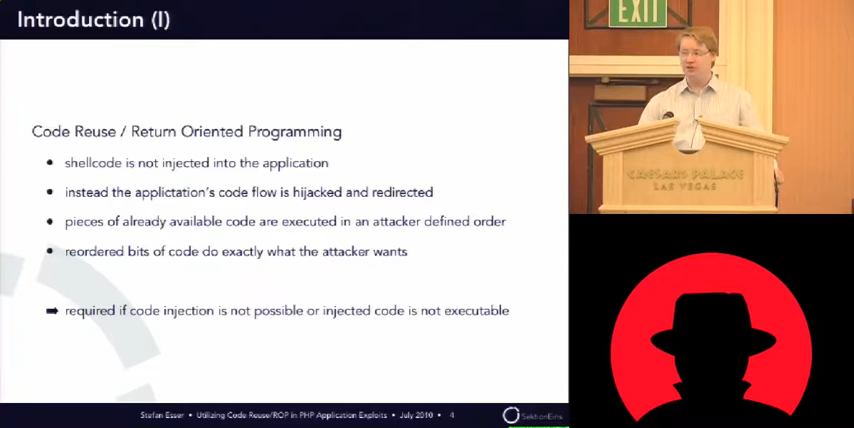 Introduction (I)
EXIT
Code Reuse / Return Oriented Programming
• shellcode is not injected into the application
• instead the applictation's code flow is hijacked and redirected
• pieces of already available code are executed in an attacker defined order
• reordered bits of code do exactly what the attacker wants
➡ required if code injection is not possible or injected code is not executable
CAESARS PALACE
LAS VEGAS
Stefan Esser • Utilizing Code Reuse/ROP in PHP Application Exploits • July 2010 • 4
SektionEins